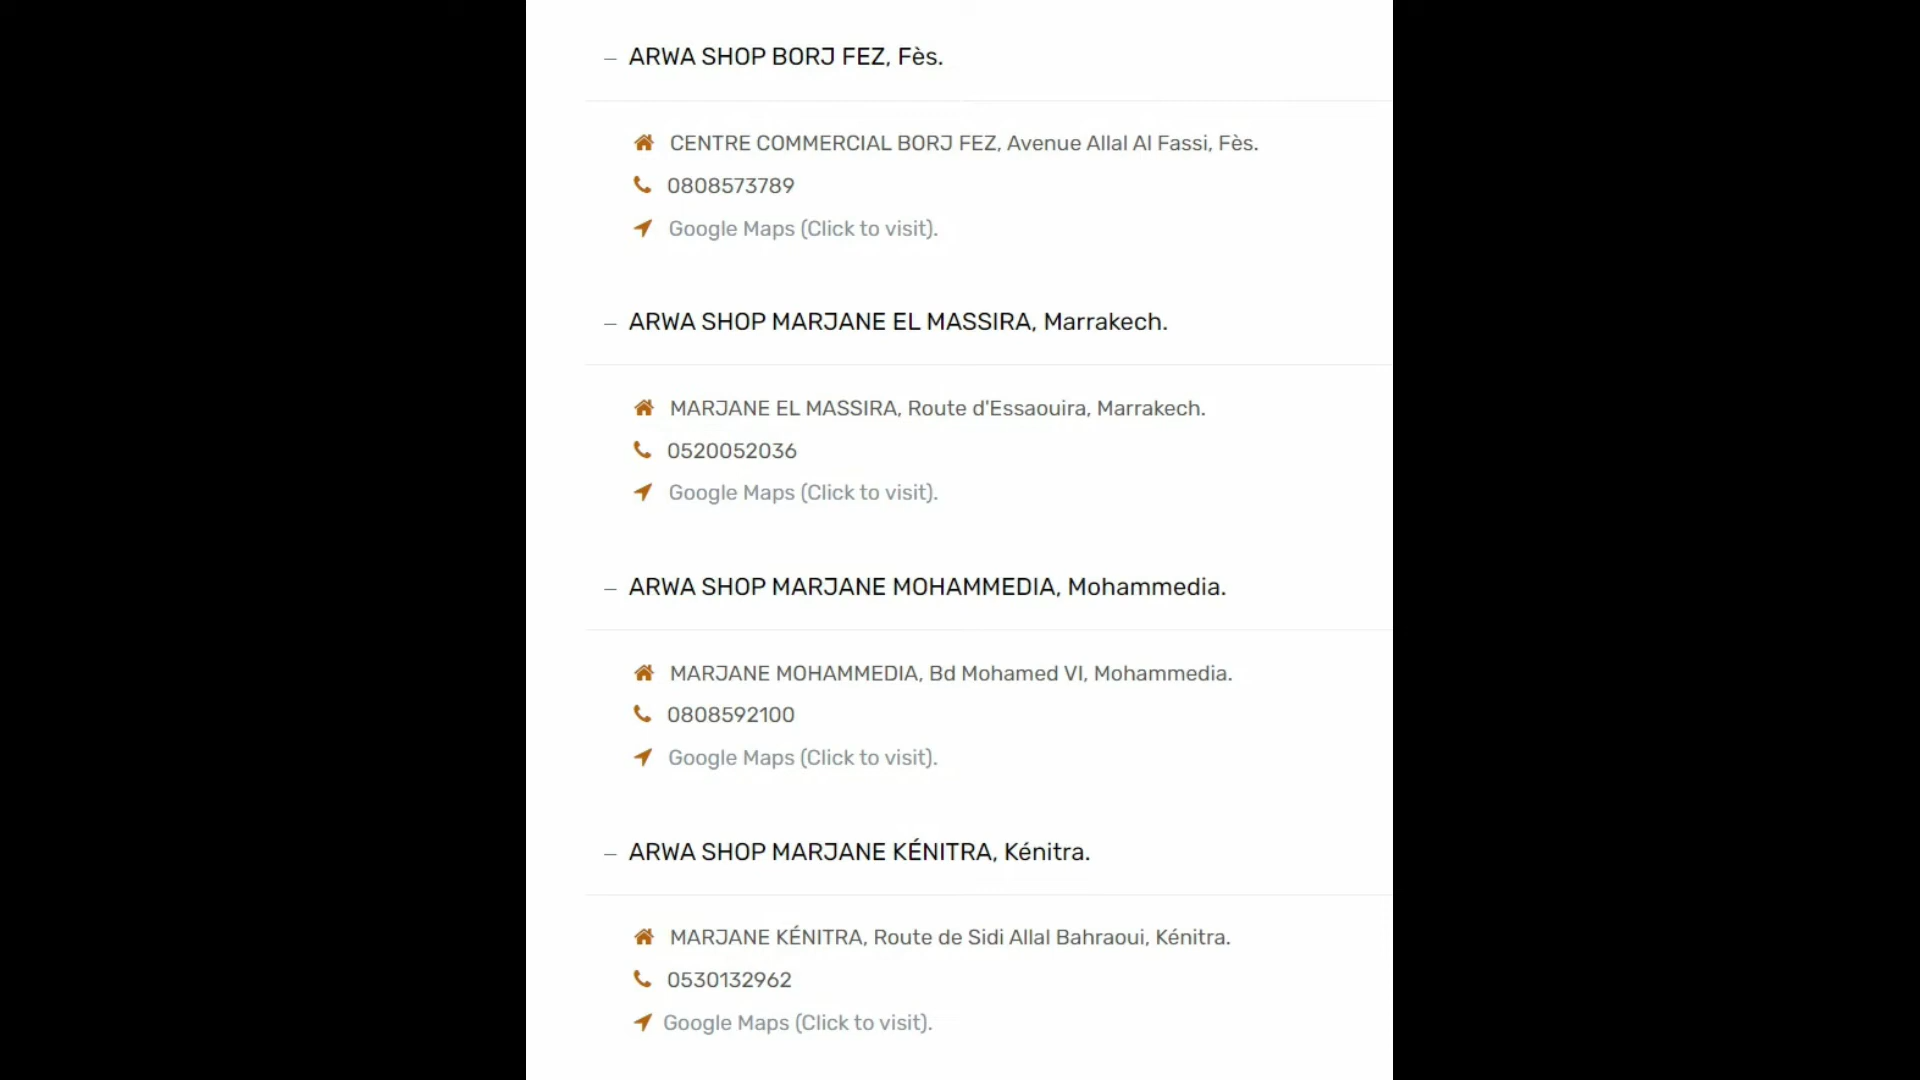 – ARWA SHOP BORJ FEZ, Fès.
CENTRE COMMERCIAL BORJ FEZ, Avenue Allal Al Fassi, Fès.
0808573789
Google Maps (Click to visit).
– ARWA SHOP MARJANE EL MASSIRA, Marrakech.
MARJANE EL MASSIRA, Route d'Essaouira, Marrakech.
0520052036
Google Maps (Click to visit).
– ARWA SHOP MARJANE MOHAMMEDIA, Mohammedia.
MARJANE MOHAMMEDIA, Bd Mohamed VI, Mohammedia.
0808592100
Google Maps (Click to visit).
– ARWA SHOP MARJANE KÉNITRA, Kénitra.
MARJANE KÉNITRA, Route de Sidi Allal Bahraoui, Kénitra.
0530132962
Google Maps (Click to visit).